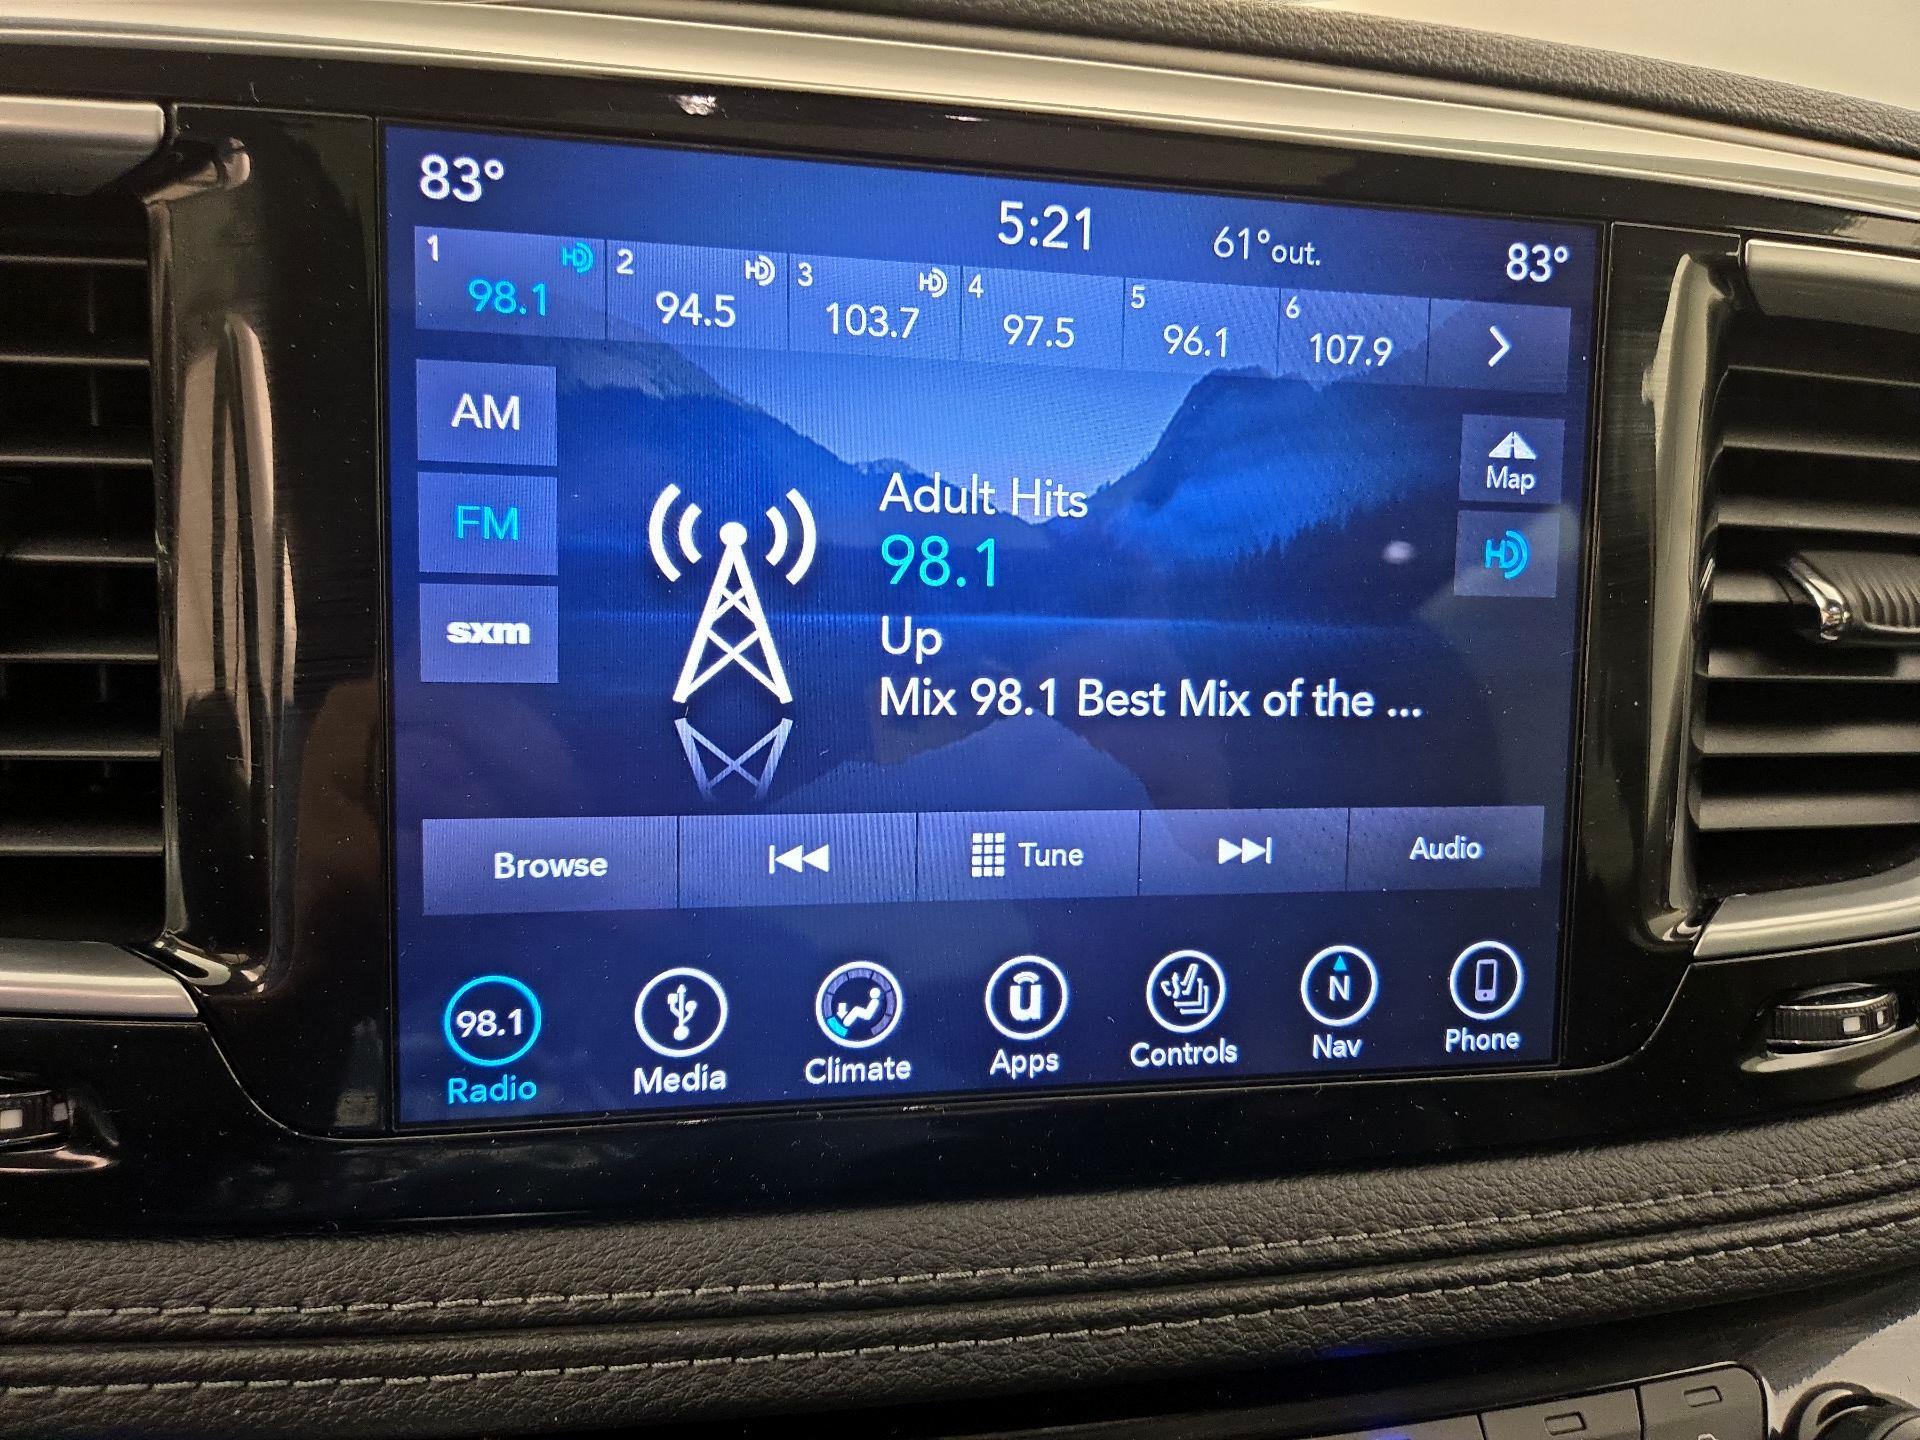 83°
5:21
61°out.
83°
1 HD 98.1
2 HD 94.5
3 HD 103.7
4 97.5
5 96.1
6 107.9
AM
FM
sxm
Map
HD
Adult Hits
98.1
Up
Mix 98.1 Best Mix of the ...
Browse
Tune
Audio
98.1
Radio
Media
Climate
u
Apps
Controls
N
Nav
Phone